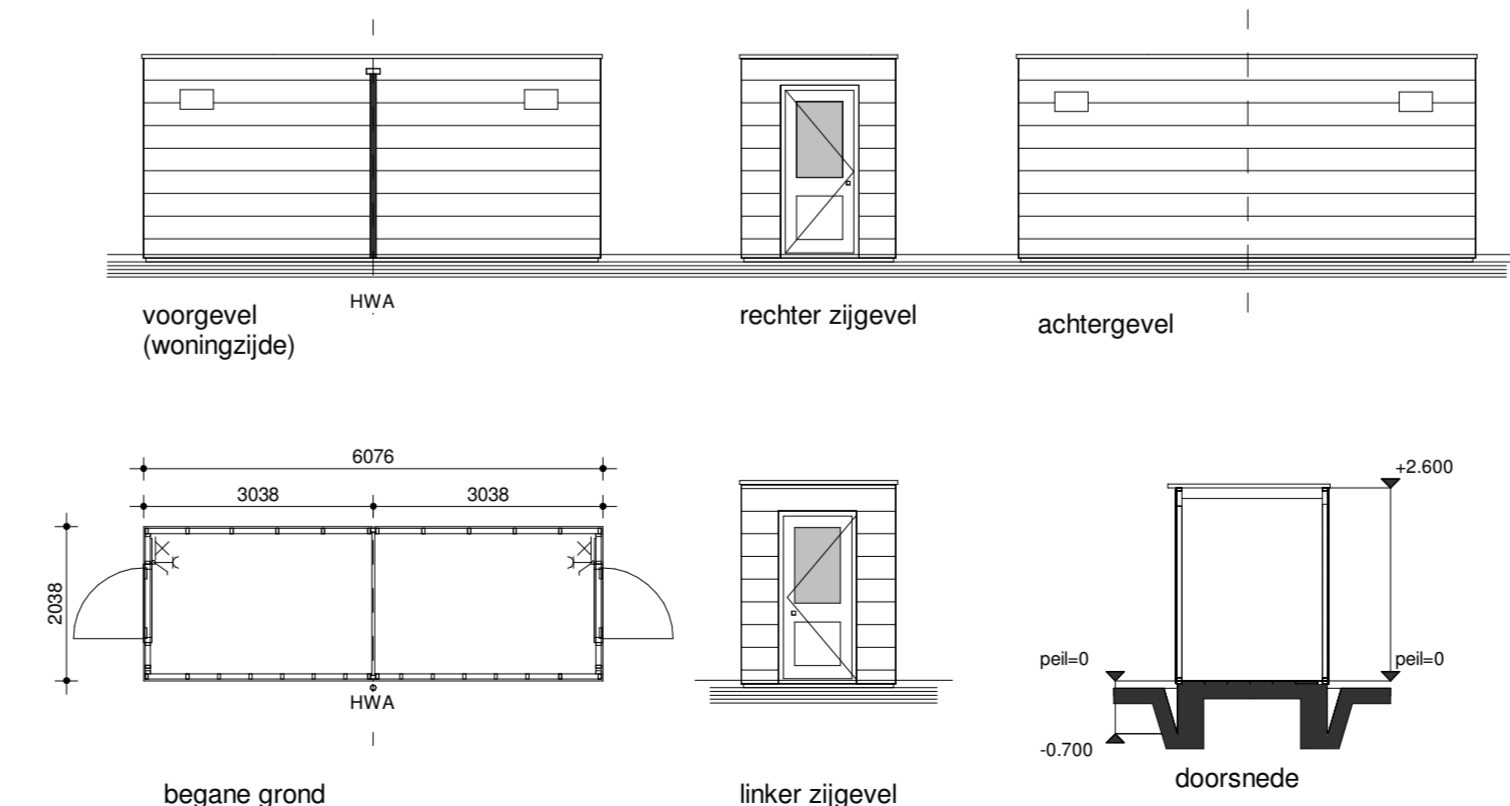 HWA
voorgevel
(woningzijde)
rechter zijgevel
achtergevel
6076
3038 3038
2038
HWA
begane grond
linker zijgevel
+2.600
peil=0 peil=0
-0.700
doorsnede